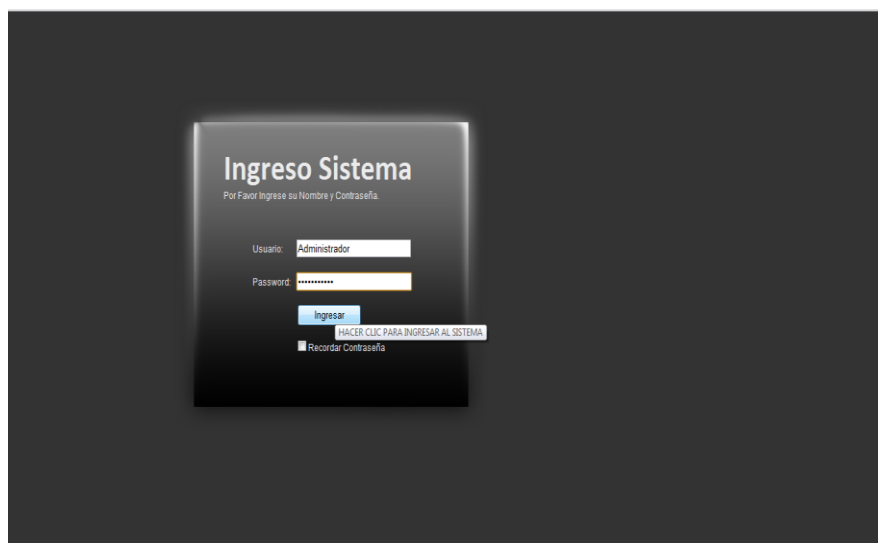 Ingreso Sistema
Por Favor Ingrese su Nombre y Contraseña.
Usuario: Administrador
Password: •••••••••••
Ingresar
HACER CLIC PARA INGRESAR AL SISTEMA
Recordar Contraseña